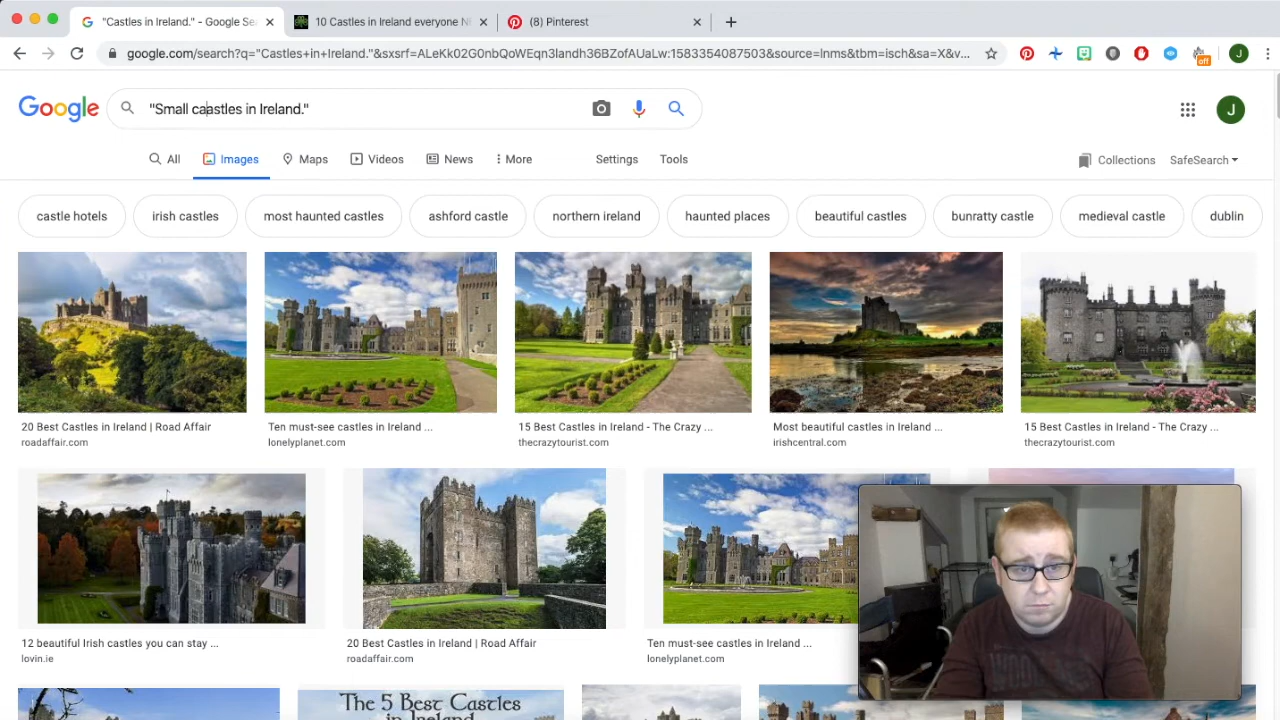 "Castles in Ireland." - Google Se
10 Castles in Ireland everyone N
(8) Pinterest
google.com/search?q="Castles+in+Ireland."&sxsrf=ALeKk02G0nbQoWEqn3landh36BZofAUaLw:1583354087503&source=lnms&tbm=isch&sa=X&v...
off
J
Google
"Small caastles in Ireland."
J
All
Images
Maps
Videos
News
More
Settings
Tools
Collections
SafeSearch
castle hotels
irish castles
most haunted castles
ashford castle
northern ireland
haunted places
beautiful castles
bunratty castle
medieval castle
dublin
20 Best Castles in Ireland | Road Affair
roadaffair.com
Ten must-see castles in Ireland ...
lonelyplanet.com
15 Best Castles in Ireland - The Crazy ...
thecrazytourist.com
Most beautiful castles in Ireland ...
irishcentral.com
15 Best Castles in Ireland - The Crazy ...
thecrazytourist.com
12 beautiful Irish castles you can stay ...
lovin.ie
20 Best Castles in Ireland | Road Affair
roadaffair.com
Ten must-see castles in Ireland ...
lonelyplanet.com
The 5 Best Castles
in Ireland